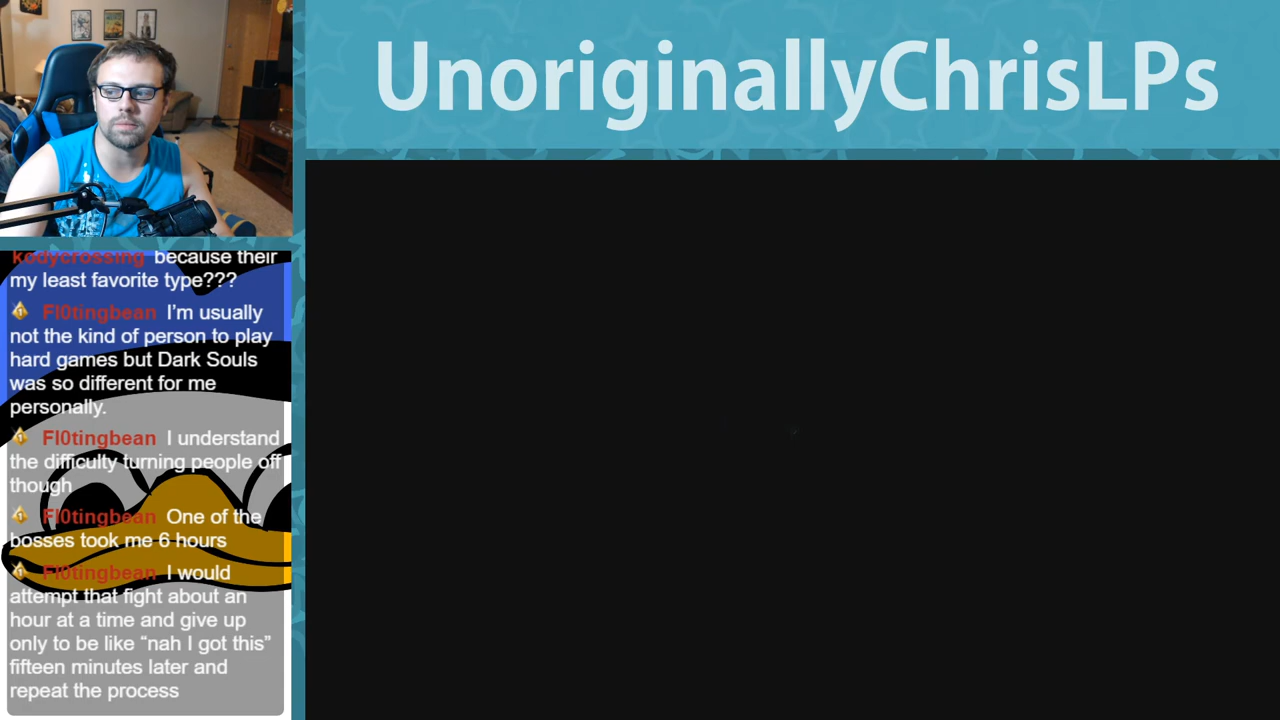 UnoriginallyChrisLPs
kodycrossing because their
my least favorite type???
Fl0tingbean I’m usually
not the kind of person to play
hard games but Dark Souls
was so different for me
personally.
Fl0tingbean I understand
the difficulty turning people off
though
Fl0tingbean One of the
bosses took me 6 hours
Fl0tingbean I would
attempt that fight about an
hour at a time and give up
only to be like “nah I got this”
fifteen minutes later and
repeat the process